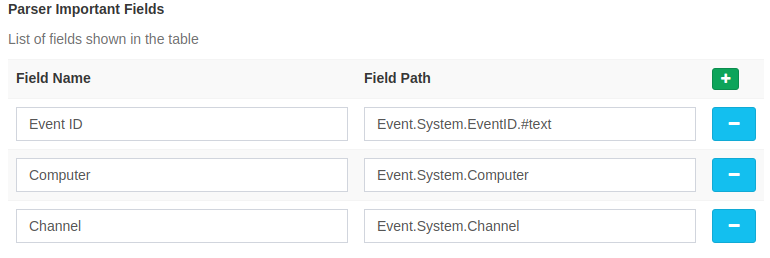 Parser Important Fields
List of fields shown in the table
Field Name Field Path
Event ID Event.System.EventID.#text
Computer Event.System.Computer
Channel Event.System.Channel